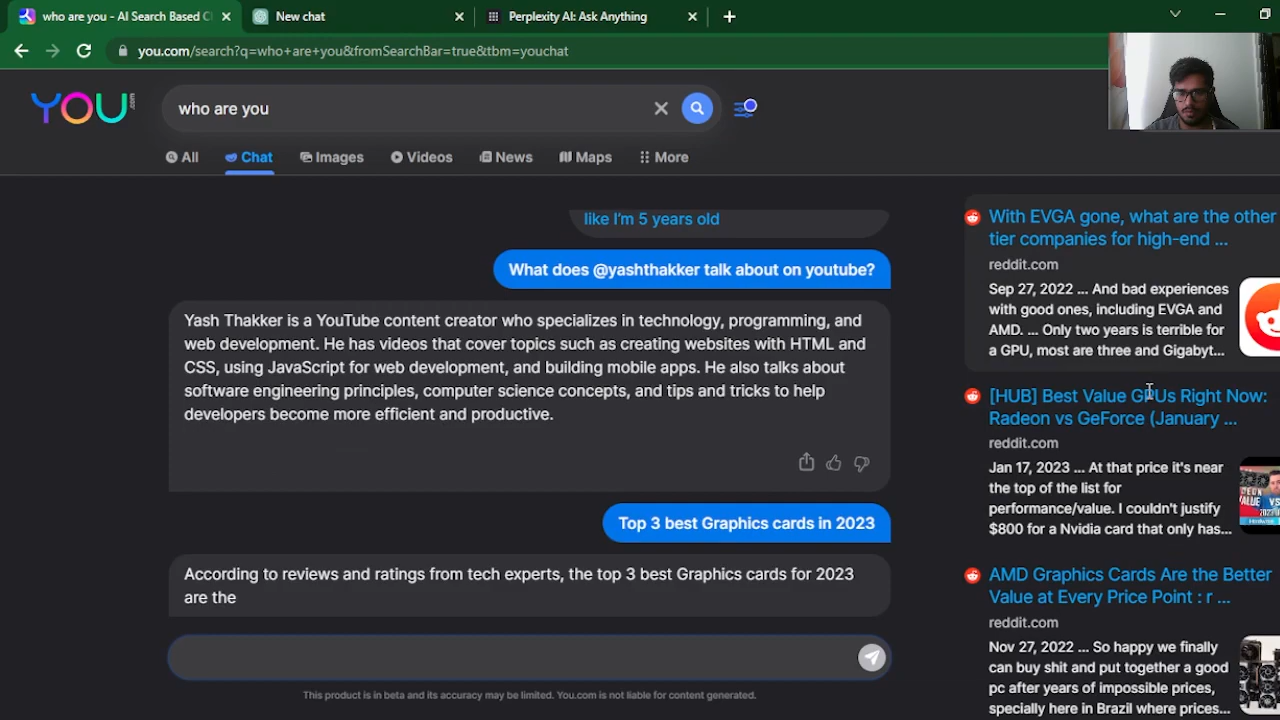 who are you - AI Search Based C
New chat
Perplexity AI: Ask Anything
you.com/search?q=who+are+you&fromSearchBar=true&tbm=youchat
YOU.com
who are you
All
Chat
Images
Videos
News
Maps
More
like I'm 5 years old
What does @yashthakker talk about on youtube?
Yash Thakker is a YouTube content creator who specializes in technology, programming, and
web development. He has videos that cover topics such as creating websites with HTML and
CSS, using JavaScript for web development, and building mobile apps. He also talks about
software engineering principles, computer science concepts, and tips and tricks to help
developers become more efficient and productive.
Top 3 best Graphics cards in 2023
According to reviews and ratings from tech experts, the top 3 best Graphics cards for 2023
are the
This product is in beta and its accuracy may be limited. You.com is not liable for content generated.
With EVGA gone, what are the other
tier companies for high-end ...
reddit.com
Sep 27, 2022 ... And bad experiences
with good ones, including EVGA and
AMD. ... Only two years is terrible for
a GPU, most are three and Gigabyt...
[HUB] Best Value GPUs Right Now:
Radeon vs GeForce (January ...
reddit.com
Jan 17, 2023 ... At that price it's near
the top of the list for
performance/value. I couldn't justify
$800 for a Nvidia card that only has...
AMD Graphics Cards Are the Better
Value at Every Price Point : r ...
reddit.com
Nov 27, 2022 ... So happy we finally
can buy shit and put together a good
pc after years of impossible prices,
specially here in Brazil where prices...